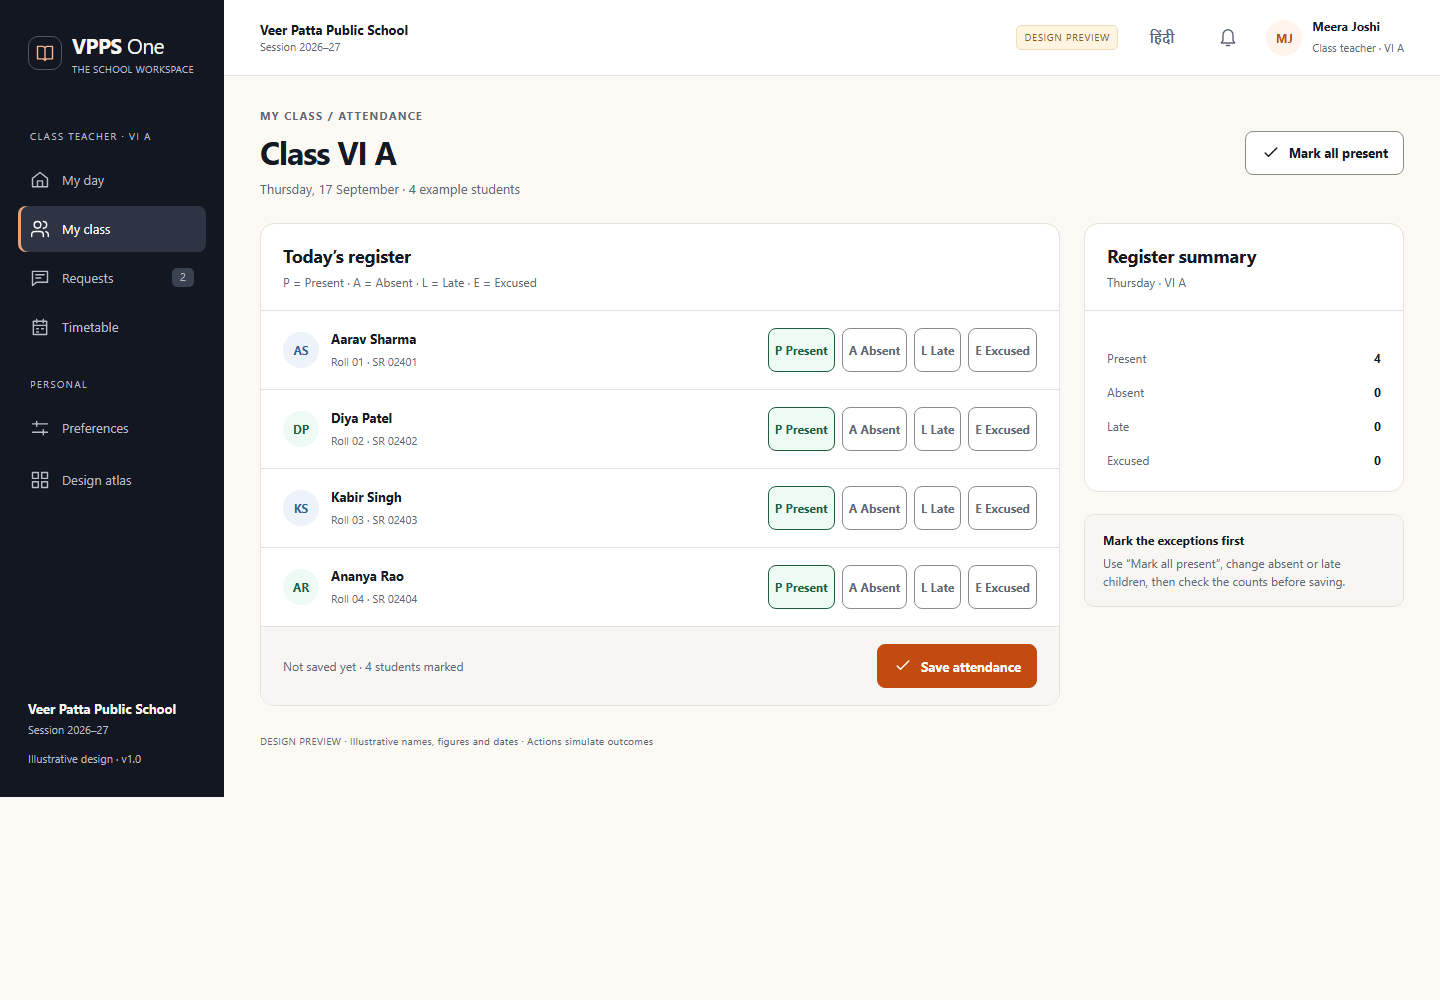 VPPS One
THE SCHOOL WORKSPACE
CLASS TEACHER · VI A
My day
My class
Requests 2
Timetable
PERSONAL
Preferences
Design atlas
Veer Patta Public School
Session 2026–27
Illustrative design · v1.0
Veer Patta Public School
Session 2026–27
DESIGN PREVIEW
हिंदी
MJ
Meera Joshi
Class teacher · VI A
MY CLASS / ATTENDANCE
Class VI A
Thursday, 17 September · 4 example students
Mark all present
Today’s register
P = Present · A = Absent · L = Late · E = Excused
AS
Aarav Sharma
Roll 01 · SR 02401
P Present A Absent L Late E Excused
DP
Diya Patel
Roll 02 · SR 02402
P Present A Absent L Late E Excused
KS
Kabir Singh
Roll 03 · SR 02403
P Present A Absent L Late E Excused
AR
Ananya Rao
Roll 04 · SR 02404
P Present A Absent L Late E Excused
Not saved yet · 4 students marked
Save attendance
Register summary
Thursday · VI A
Present 4
Absent 0
Late 0
Excused 0
Mark the exceptions first
Use “Mark all present”, change absent or late
children, then check the counts before saving.
DESIGN PREVIEW · Illustrative names, figures and dates · Actions simulate outcomes